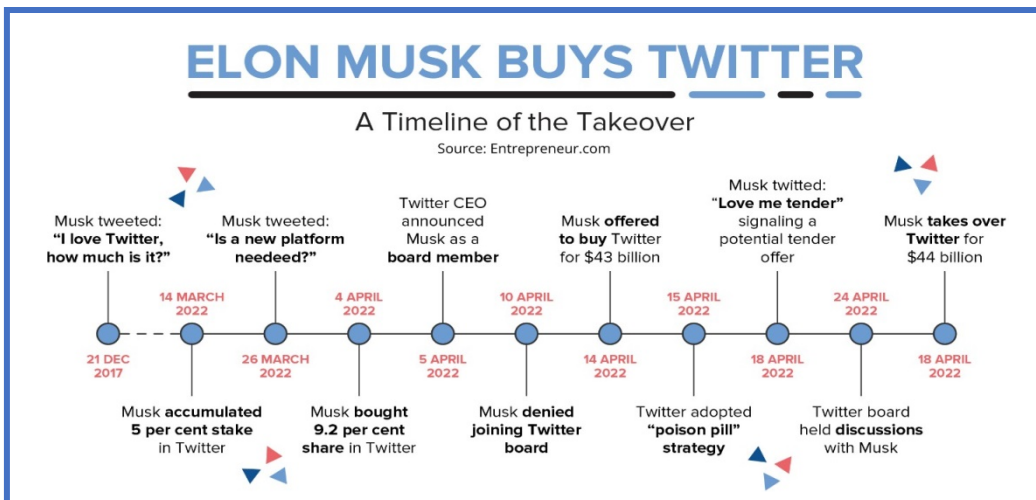 ELON MUSK BUYS TWITTER
A Timeline of the Takeover
Source: Entrepreneur.com
Musk tweeted:
“I love Twitter,
how much is it?”
21 DEC
2017
14 MARCH
2022
Musk accumulated
5 per cent stake
in Twitter
Musk tweeted:
“Is a new platform
needeed?”
26 MARCH
2022
4 APRIL
2022
Musk bought
9.2 per cent
share in Twitter
Twitter CEO
announced
Musk as a
board member
5 APRIL
2022
10 APRIL
2022
Musk denied
joining Twitter
board
Musk offered
to buy Twitter
for $43 billion
14 APRIL
2022
15 APRIL
2022
Twitter adopted
“poison pill”
strategy
Musk twitted:
“Love me tender”
signaling a
potential tender
offer
18 APRIL
2022
24 APRIL
2022
Twitter board
held discussions
with Musk
Musk takes over
Twitter for
$44 billion
18 APRIL
2022